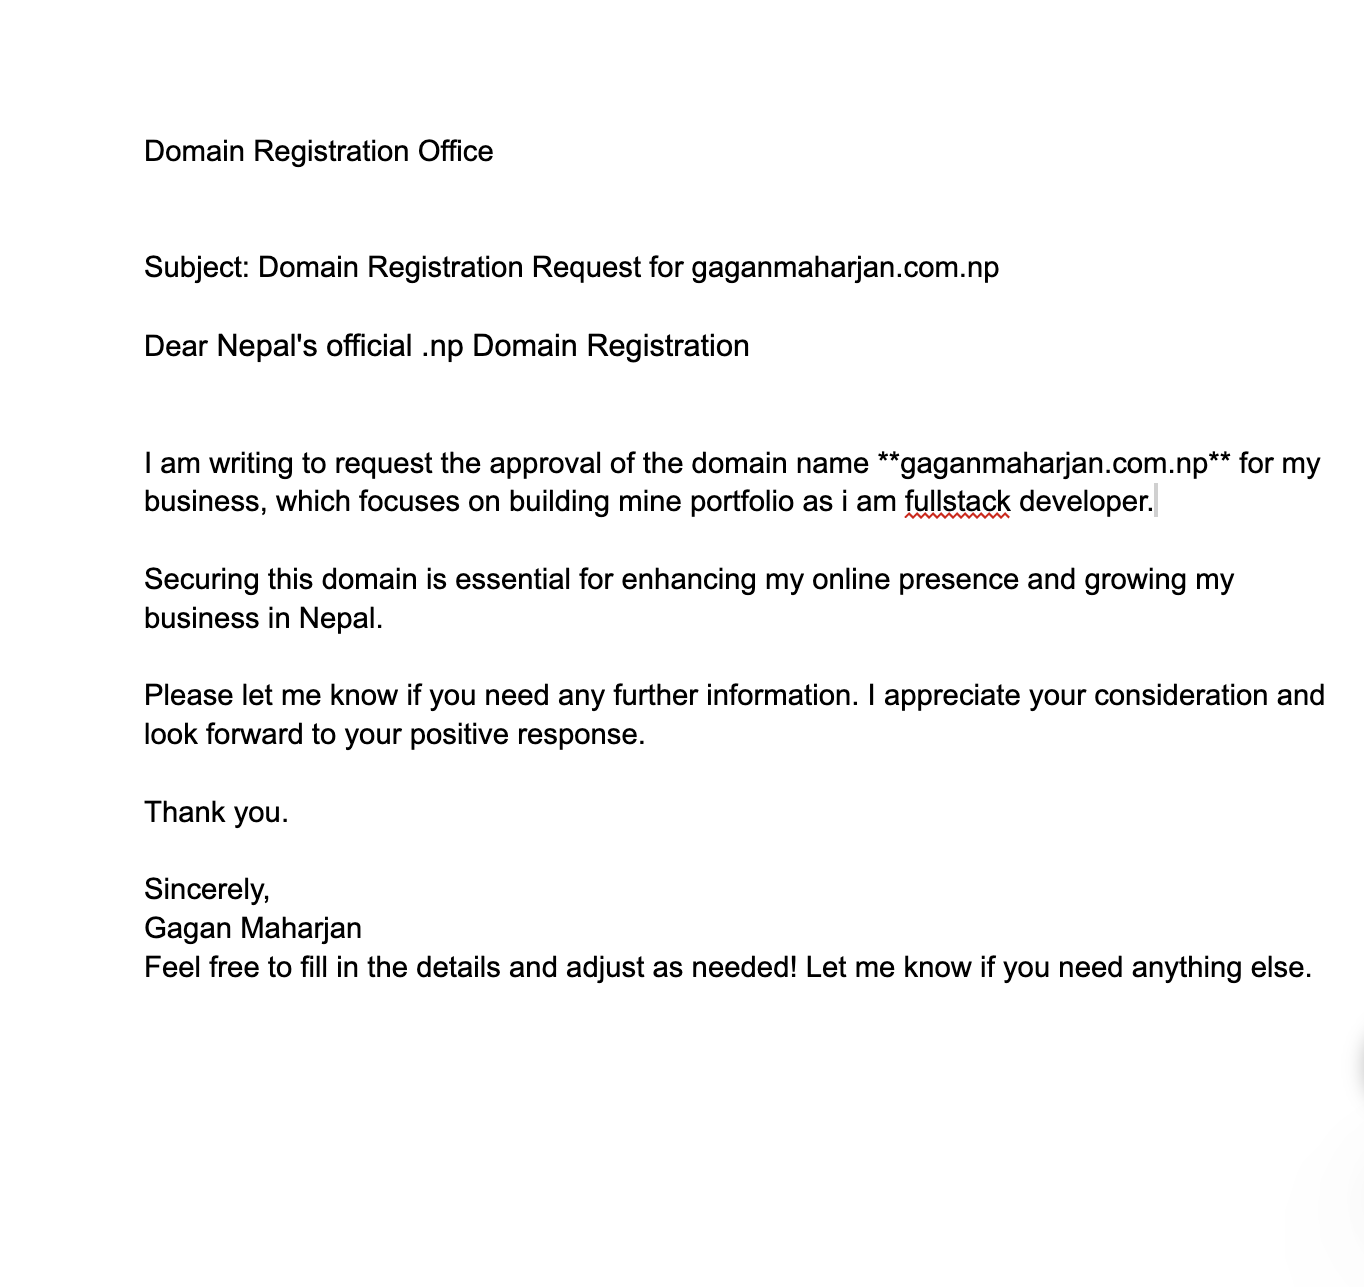 Domain Registration Office
Subject: Domain Registration Request for gaganmaharjan.com.np
Dear Nepal's official .np Domain Registration
I am writing to request the approval of the domain name **gaganmaharjan.com.np** for my
business, which focuses on building mine portfolio as i am fullstack developer.
Securing this domain is essential for enhancing my online presence and growing my
business in Nepal.
Please let me know if you need any further information. I appreciate your consideration and
look forward to your positive response.
Thank you.
Sincerely,
Gagan Maharjan
Feel free to fill in the details and adjust as needed! Let me know if you need anything else.